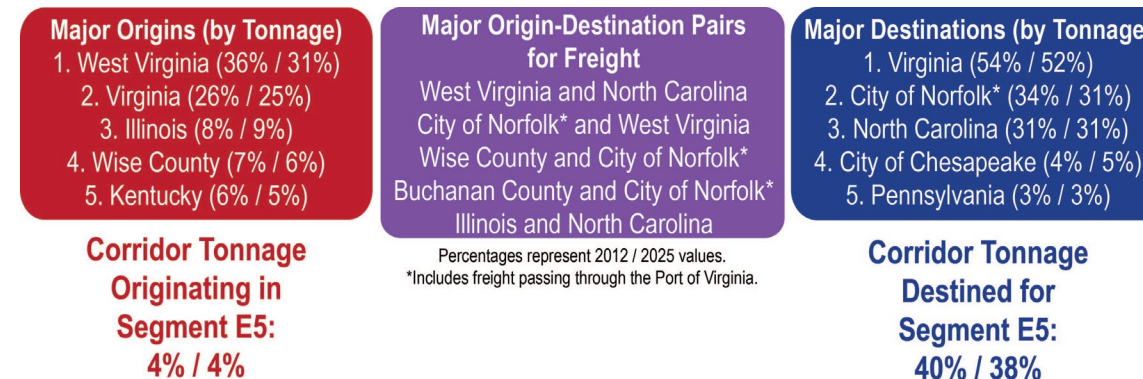 Major Origins (by Tonnage)
1. West Virginia (36% / 31%)
2. Virginia (26% / 25%)
3. Illinois (8% / 9%)
4. Wise County (7% / 6%)
5. Kentucky (6% / 5%)
Corridor Tonnage
Originating in
Segment E5:
4% / 4%
Major Origin-Destination Pairs
for Freight
West Virginia and North Carolina
City of Norfolk* and West Virginia
Wise County and City of Norfolk*
Buchanan County and City of Norfolk*
Illinois and North Carolina
Percentages represent 2012 / 2025 values.
*Includes freight passing through the Port of Virginia.
Major Destinations (by Tonnage
1. Virginia (54% / 52%)
2. City of Norfolk* (34% / 31%)
3. North Carolina (31% / 31%)
4. City of Chesapeake (4% / 5%)
5. Pennsylvania (3% / 3%)
Corridor Tonnage
Destined for
Segment E5:
40% / 38%